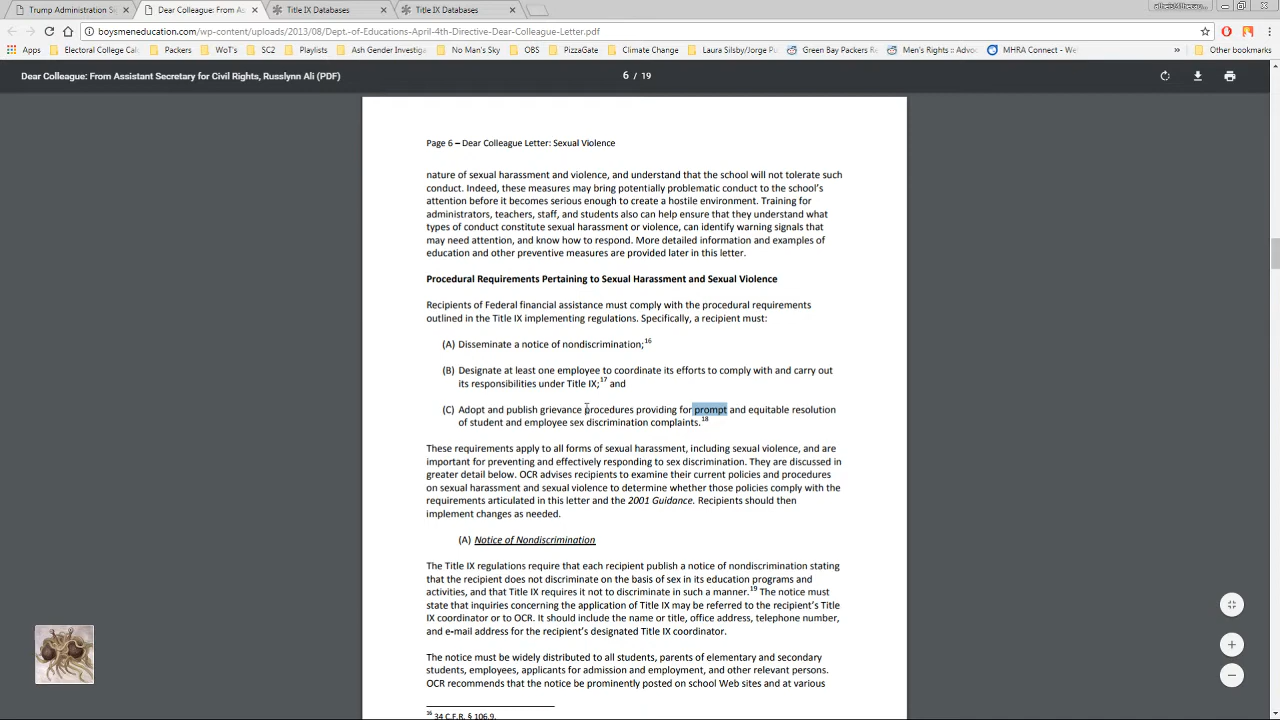 Trump Administration Si
Dear Colleague: From As
Title IX Databases
Title IX Databases
boysmeneducation.com/wp-content/uploads/2013/08/Dept.-of-Educations-April-4th-Directive-Dear-Colleague-Letter.pdf
Apps Electoral College Cal Packers WoT's SC2 Playlists Ash Gender Investiga No Man's Sky OBS PizzaGate Climate Change Laura Silsby/Jorge Pu Green Bay Packers R Men's Rights :: Advoc MHRA Connect - We » Other bookmarks
Dear Colleague: From Assistant Secretary for Civil Rights, Russlynn Ali (PDF) 6 / 19
Page 6 – Dear Colleague Letter: Sexual Violence
nature of sexual harassment and violence, and understand that the school will not tolerate such
conduct. Indeed, these measures may bring potentially problematic conduct to the school's
attention before it becomes serious enough to create a hostile environment. Training for
administrators, teachers, staff, and students also can help ensure that they understand what
types of conduct constitute sexual harassment or violence, can identify warning signals that
may need attention, and know how to respond. More detailed information and examples of
education and other preventive measures are provided later in this letter.
Procedural Requirements Pertaining to Sexual Harassment and Sexual Violence
Recipients of Federal financial assistance must comply with the procedural requirements
outlined in the Title IX implementing regulations. Specifically, a recipient must:
(A) Disseminate a notice of nondiscrimination;16
(B) Designate at least one employee to coordinate its efforts to comply with and carry out
its responsibilities under Title IX;17 and
(C) Adopt and publish grievance procedures providing for prompt and equitable resolution
of student and employee sex discrimination complaints.18
These requirements apply to all forms of sexual harassment, including sexual violence, and are
important for preventing and effectively responding to sex discrimination. They are discussed in
greater detail below. OCR advises recipients to examine their current policies and procedures
on sexual harassment and sexual violence to determine whether those policies comply with the
requirements articulated in this letter and the 2001 Guidance. Recipients should then
implement changes as needed.
(A) Notice of Nondiscrimination
The Title IX regulations require that each recipient publish a notice of nondiscrimination stating
that the recipient does not discriminate on the basis of sex in its education programs and
activities, and that Title IX requires it not to discriminate in such a manner.19 The notice must
state that inquiries concerning the application of Title IX may be referred to the recipient's Title
IX coordinator or to OCR. It should include the name or title, office address, telephone number,
and e-mail address for the recipient's designated Title IX coordinator.
The notice must be widely distributed to all students, parents of elementary and secondary
students, employees, applicants for admission and employment, and other relevant persons.
OCR recommends that the notice be prominently posted on school Web sites and at various
16 34 C.F.R. § 106.9.